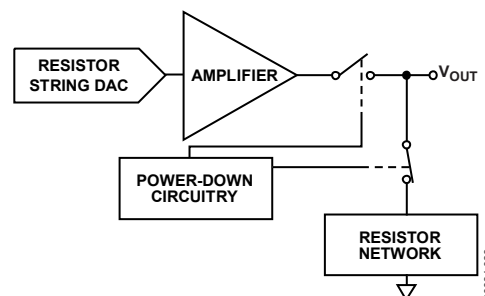 RESISTOR
STRING DAC
AMPLIFIER
VOUT
POWER-DOWN
CIRCUITRY
RESISTOR
NETWORK